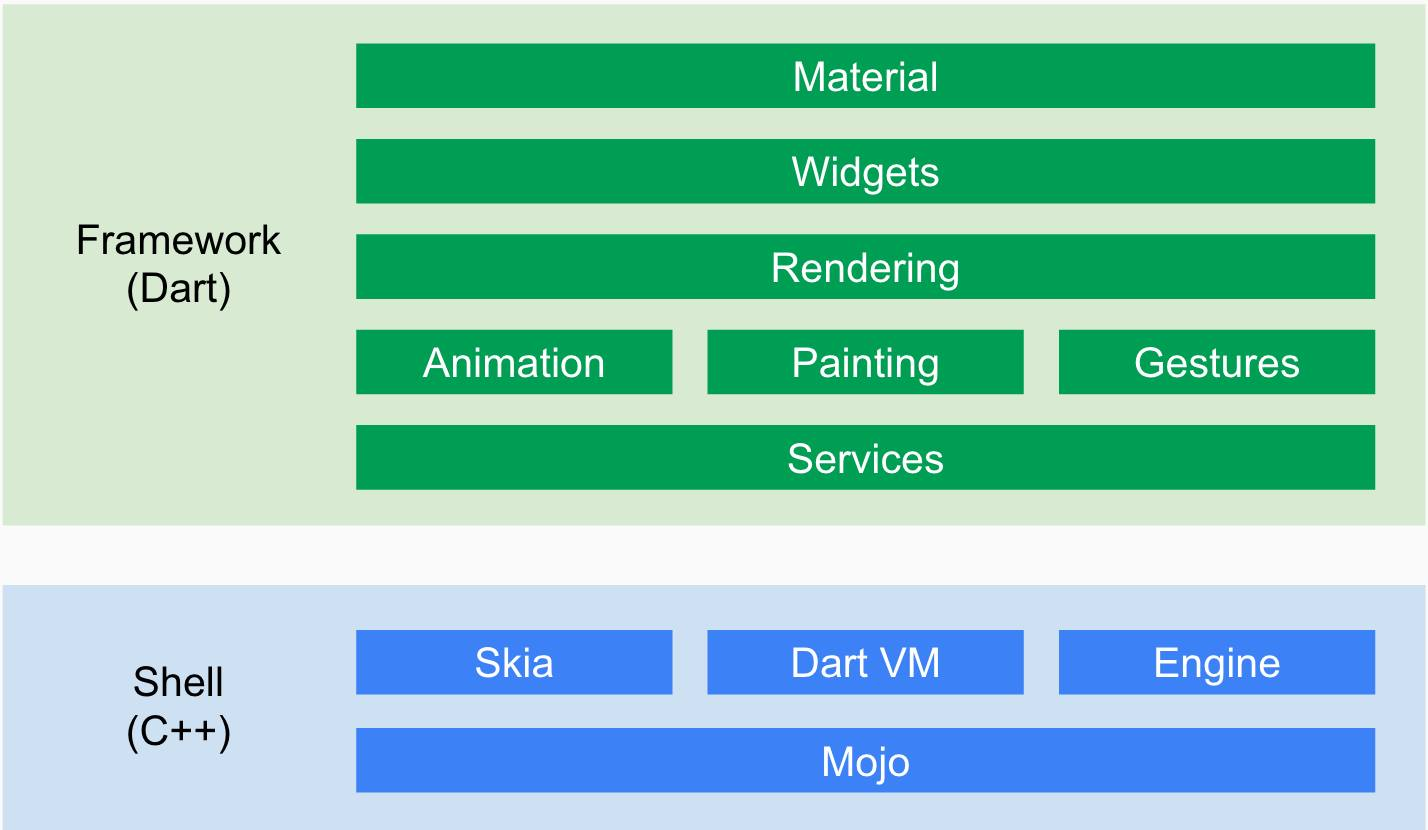 Material
Widgets
Framework
(Dart)
Rendering
Animation
Painting
Gestures
Services
Shell
(C++)
Skia
Dart VM
Engine
Mojo